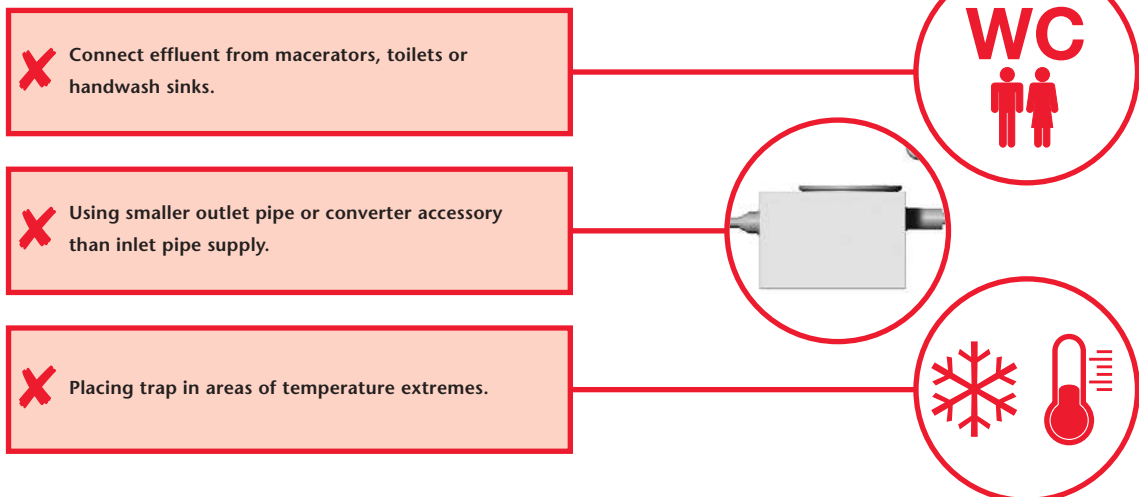 WC
Connect effluent from macerators, toilets or
handwash sinks.
Using smaller outlet pipe or converter accessory
than inlet pipe supply.
Placing trap in areas of temperature extremes.